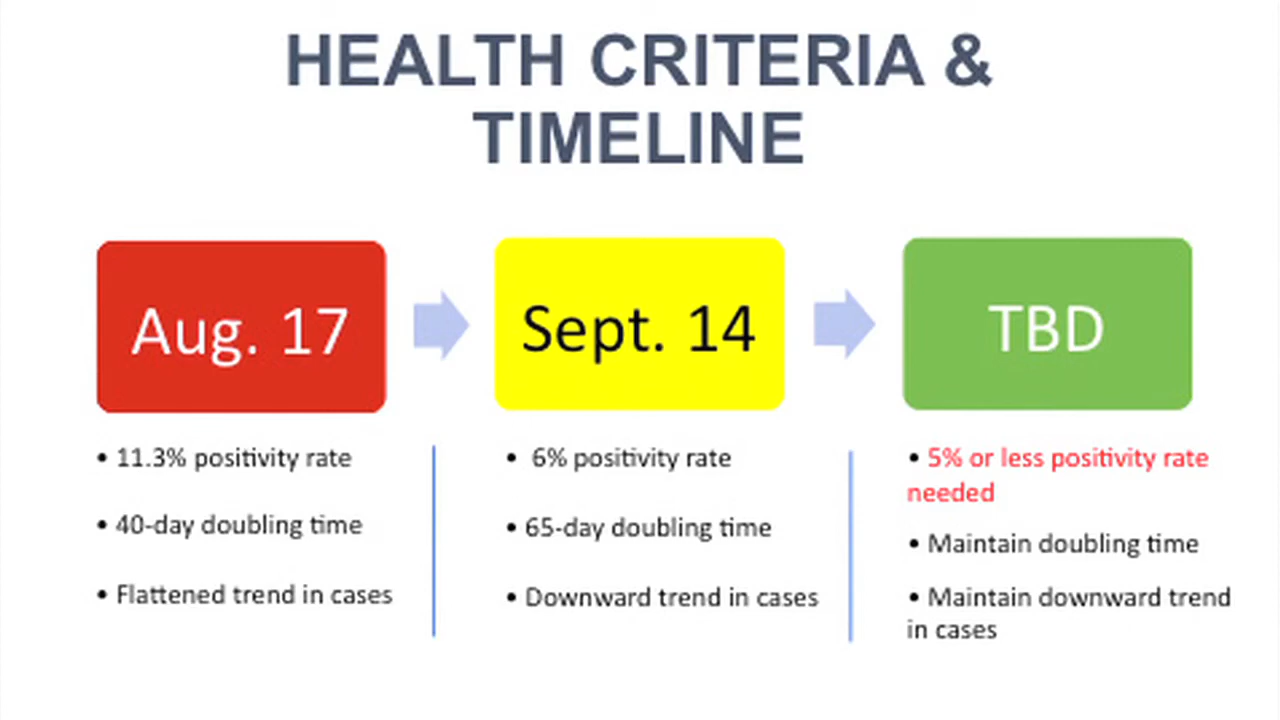 HEALTH CRITERIA &
TIMELINE
Aug. 17
Sept. 14
TBD
• 11.3% positivity rate
• 40-day doubling time
• Flattened trend in cases
• 6% positivity rate
• 65-day doubling time
• Downward trend in cases
• 5% or less positivity rate
needed
• Maintain doubling time
• Maintain downward trend
in cases